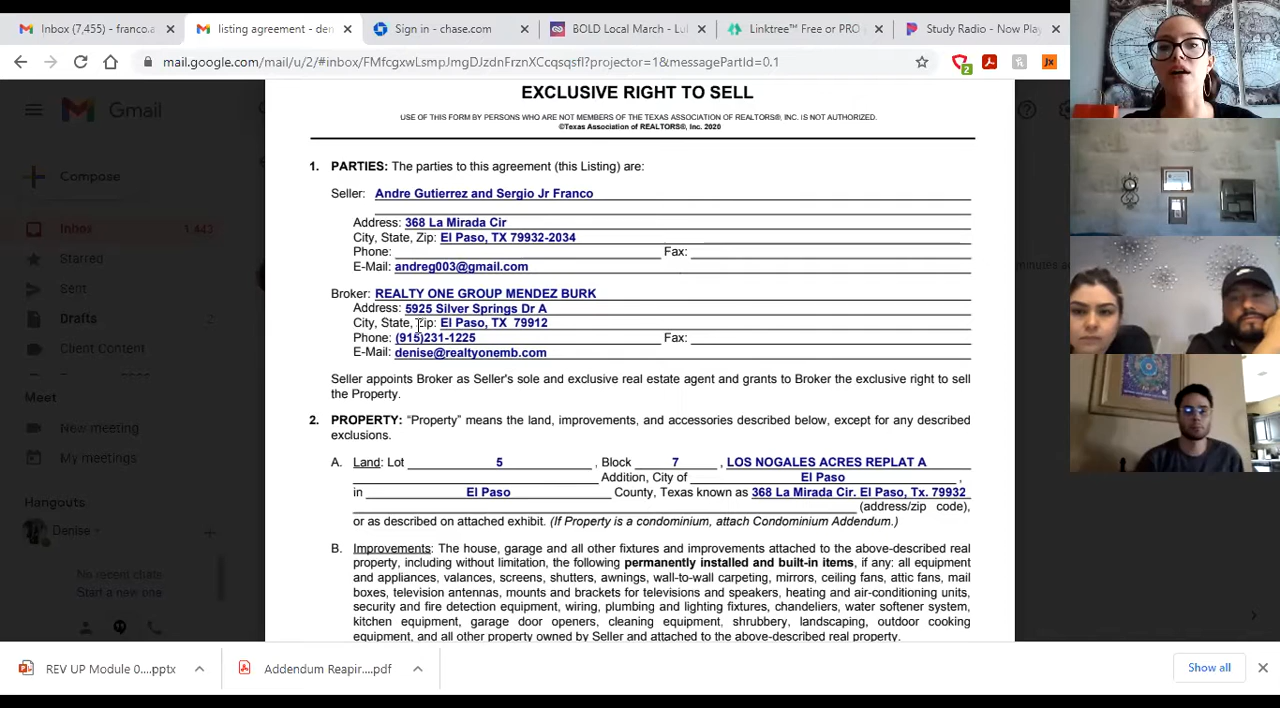 Inbox (7,455) - franco.a
listing agreement - den
Sign in - chase.com
BOLD Local March - Lu
Linktree™ Free or PRO
Study Radio - Now Play
mail.google.com/mail/u/2/#inbox/FMfcgxwLsmpJmgDJzdnFrznXCcqsqsfl?projector=1&messagePartId=0.1
2
Jx
Gmail
Compose
Inbox 1,443
Starred
Sent
Drafts
Client Content
Meet
New meeting
My meetings
Hangouts
Denise
No recent chats
Start a new one
EXCLUSIVE RIGHT TO SELL
USE OF THIS FORM BY PERSONS WHO ARE NOT MEMBERS OF THE TEXAS ASSOCIATION OF REALTORS®, INC. IS NOT AUTHORIZED.
©Texas Association of REALTORS®, Inc. 2020
1. PARTIES: The parties to this agreement (this Listing) are:
Seller: Andre Gutierrez and Sergio Jr Franco
Address: 368 La Mirada Cir
City, State, Zip: El Paso, TX 79932-2034
Phone: Fax:
E-Mail: andreg003@gmail.com
Broker: REALTY ONE GROUP MENDEZ BURK
Address: 5925 Silver Springs Dr A
City, State, Zip: El Paso, TX 79912
Phone: (915)231-1225 Fax:
E-Mail: denise@realtyonemb.com
Seller appoints Broker as Seller's sole and exclusive real estate agent and grants to Broker the exclusive right to sell
the Property.
2. PROPERTY: "Property" means the land, improvements, and accessories described below, except for any described
exclusions.
A. Land: Lot 5 , Block 7 , LOS NOGALES ACRES REPLAT A
Addition, City of El Paso ,
in El Paso County, Texas known as 368 La Mirada Cir. El Paso, Tx. 79932
(address/zip code),
or as described on attached exhibit. (If Property is a condominium, attach Condominium Addendum.)
B. Improvements: The house, garage and all other fixtures and improvements attached to the above-described real
property, including without limitation, the following permanently installed and built-in items, if any: all equipment
and appliances, valances, screens, shutters, awnings, wall-to-wall carpeting, mirrors, ceiling fans, attic fans, mail
boxes, television antennas, mounts and brackets for televisions and speakers, heating and air-conditioning units,
security and fire detection equipment, wiring, plumbing and lighting fixtures, chandeliers, water softener system,
kitchen equipment, garage door openers, cleaning equipment, shrubbery, landscaping, outdoor cooking
equipment, and all other property owned by Seller and attached to the above-described real property.
REV UP Module 0....pptx
Addendum Reapir....pdf
Show all